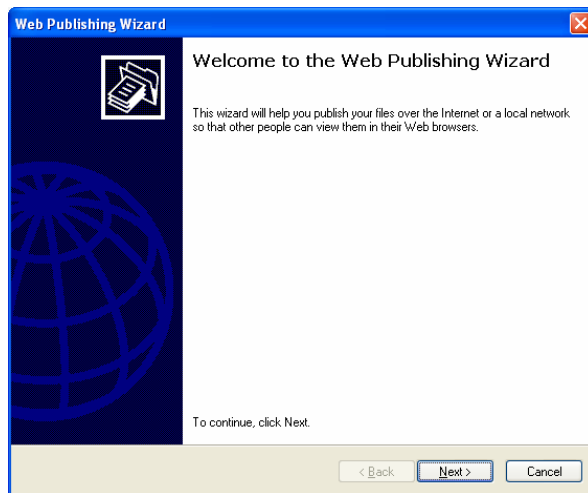 Web Publishing Wizard
Welcome to the Web Publishing Wizard
This wizard will help you publish your files over the Internet or a local network
so that other people can view them in their Web browsers.
To continue, click Next.
< Back
Next >
Cancel